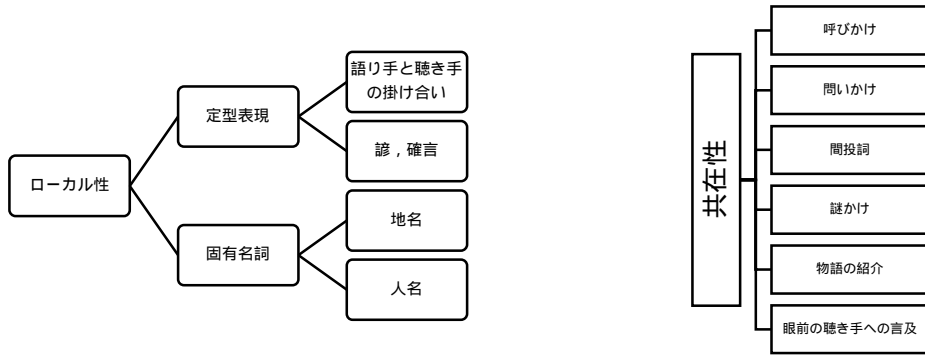 ローカル性
定型表現
語り手と聴き手
の掛け合い
諺，確言
固有名詞
地名
人名
共在性
呼びかけ
問いかけ
間投詞
謎かけ
物語の紹介
眼前の聴き手への言及